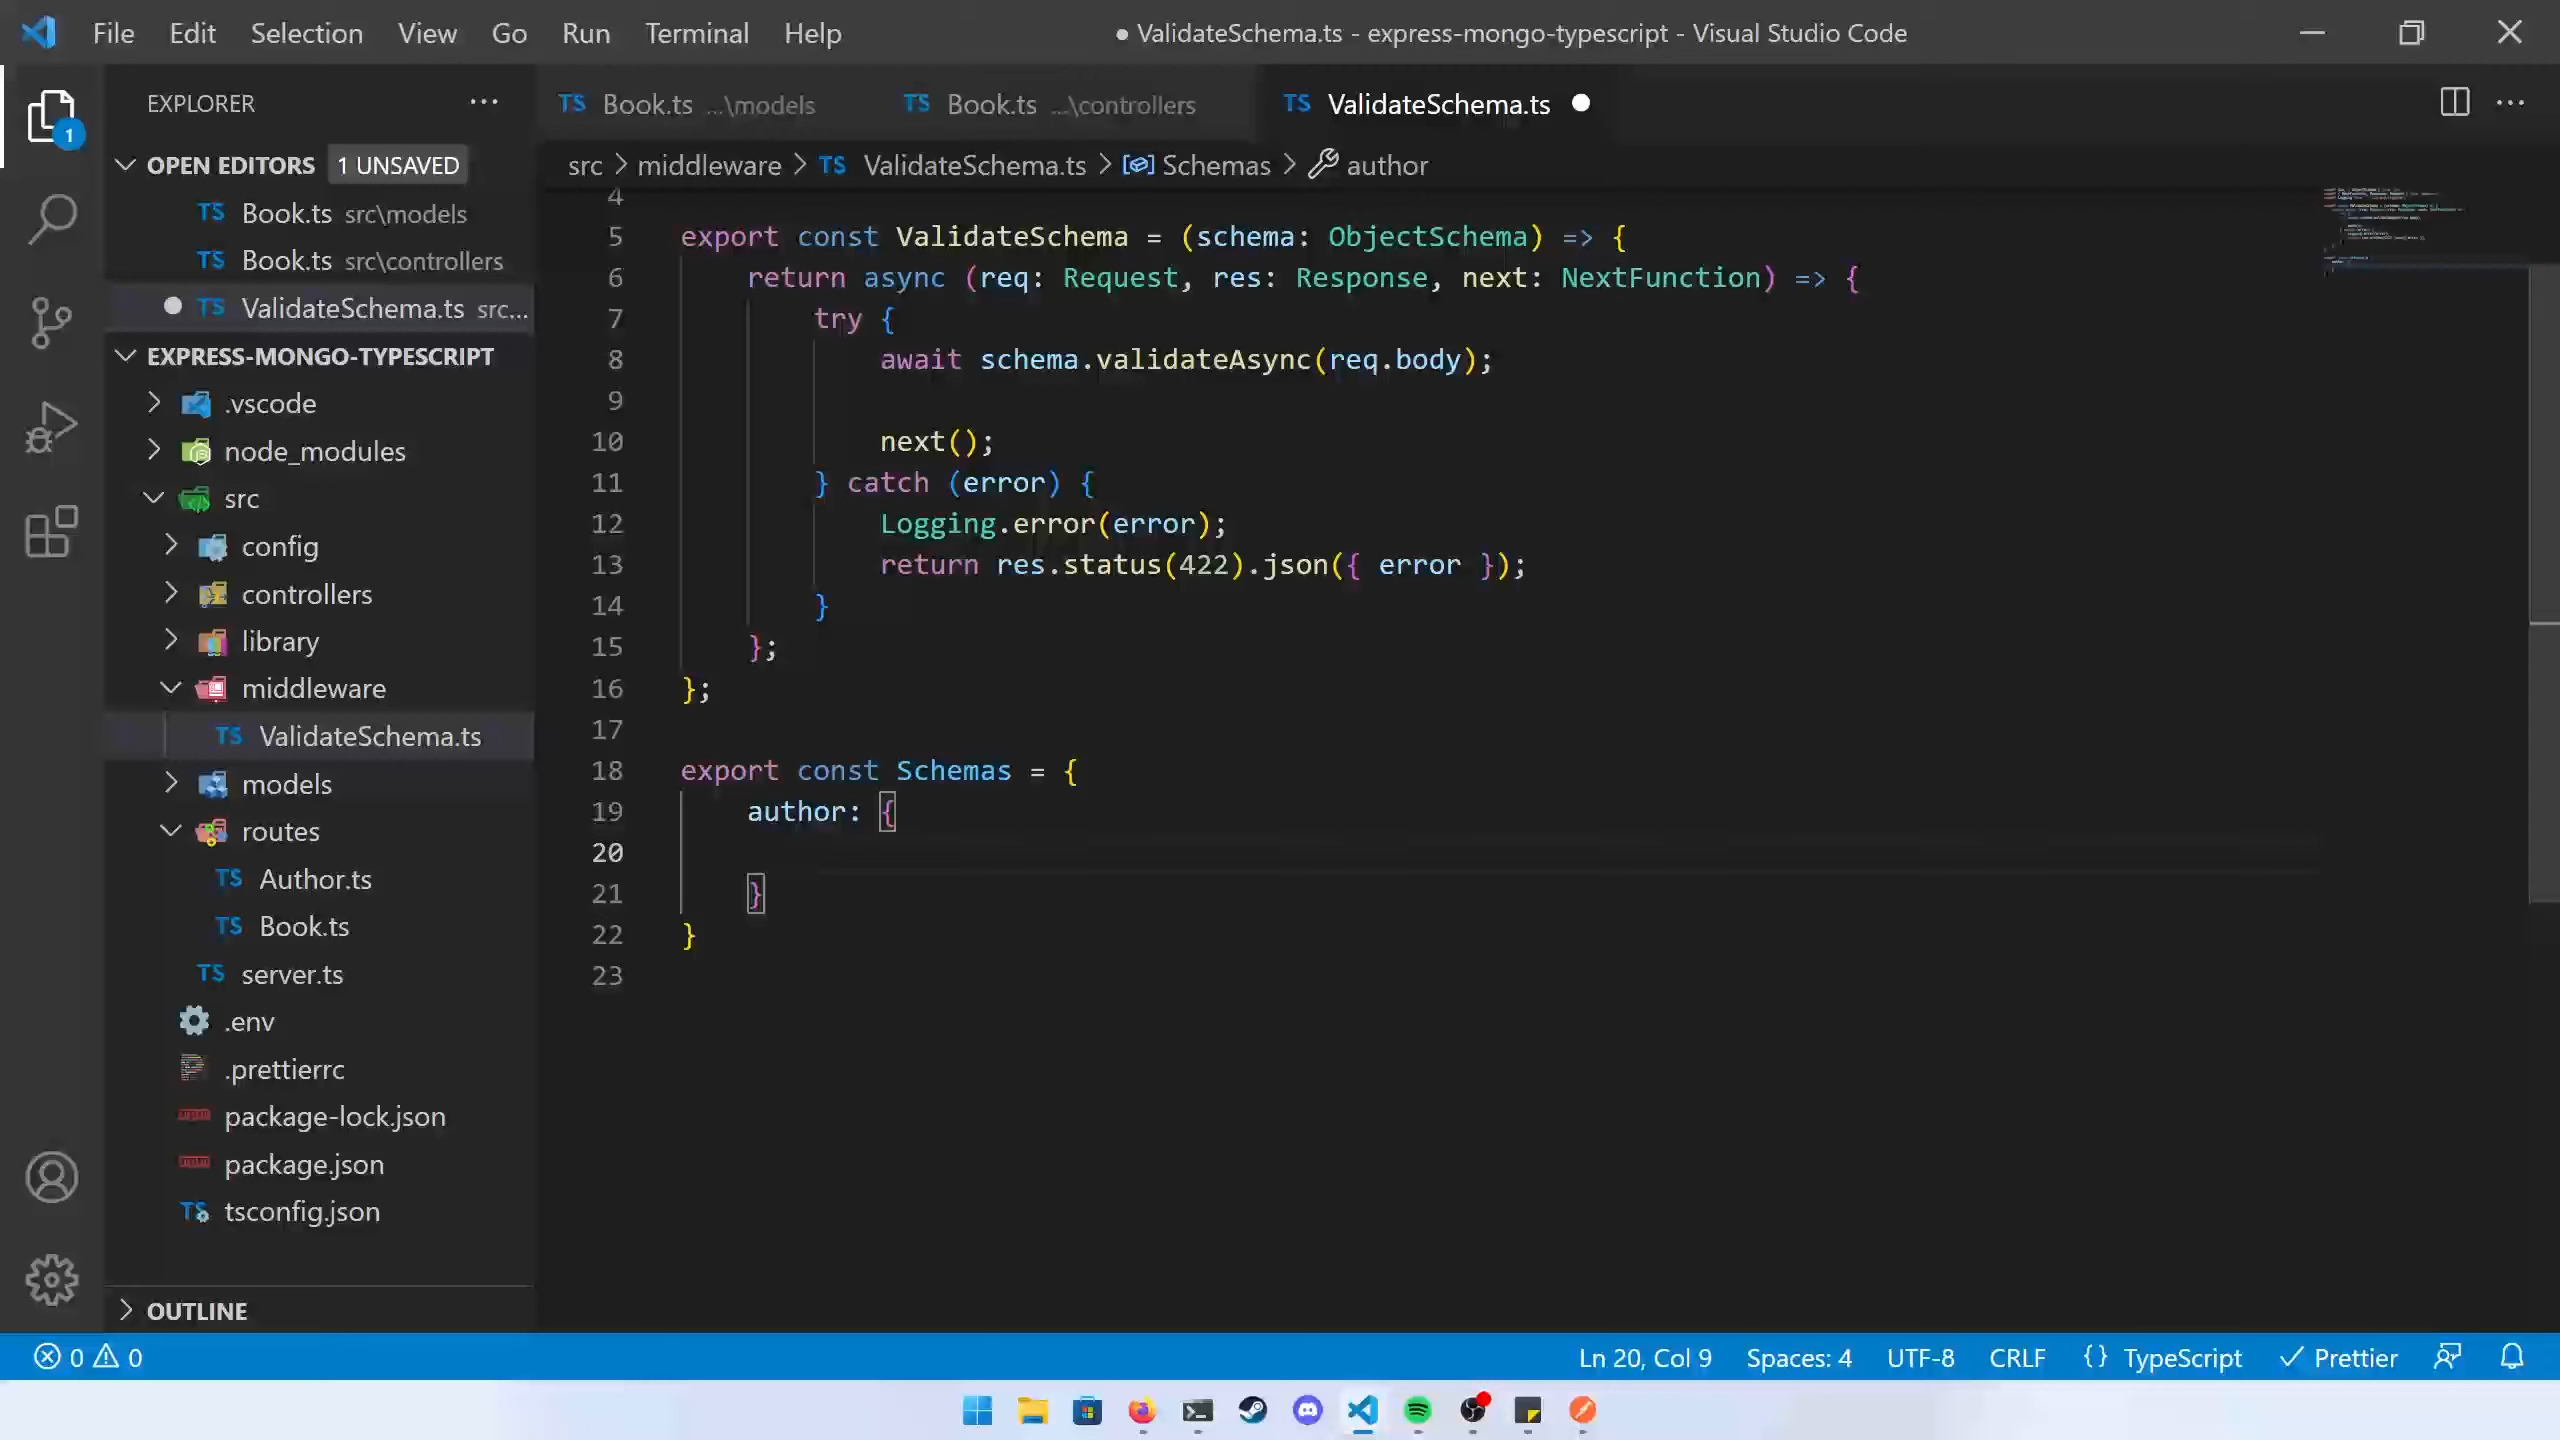 File Edit Selection View Go Run Terminal Help
● ValidateSchema.ts - express-mongo-typescript - Visual Studio Code
EXPLORER
TS Book.ts ...\models
TS Book.ts ...\controllers
TS ValidateSchema.ts
1
OPEN EDITORS 1 UNSAVED
TS Book.ts src\models
TS Book.ts src\controllers
TS ValidateSchema.ts src...
EXPRESS-MONGO-TYPESCRIPT
.vscode
node_modules
src
config
controllers
library
middleware
TS ValidateSchema.ts
models
routes
TS Author.ts
TS Book.ts
TS server.ts
.env
.prettierrc
package-lock.json
package.json
TS tsconfig.json
OUTLINE
src > middleware > TS ValidateSchema.ts > Schemas > author
4
5 export const ValidateSchema = (schema: ObjectSchema) => {
6 return async (req: Request, res: Response, next: NextFunction) => {
7 try {
8 await schema.validateAsync(req.body);
9
10 next();
11 } catch (error) {
12 Logging.error(error);
13 return res.status(422).json({ error });
14 }
15 };
16 };
17
18 export const Schemas = {
19 author: {
20
21 }
22 }
23
0 0
Ln 20, Col 9 Spaces: 4 UTF-8 CRLF {} TypeScript Prettier